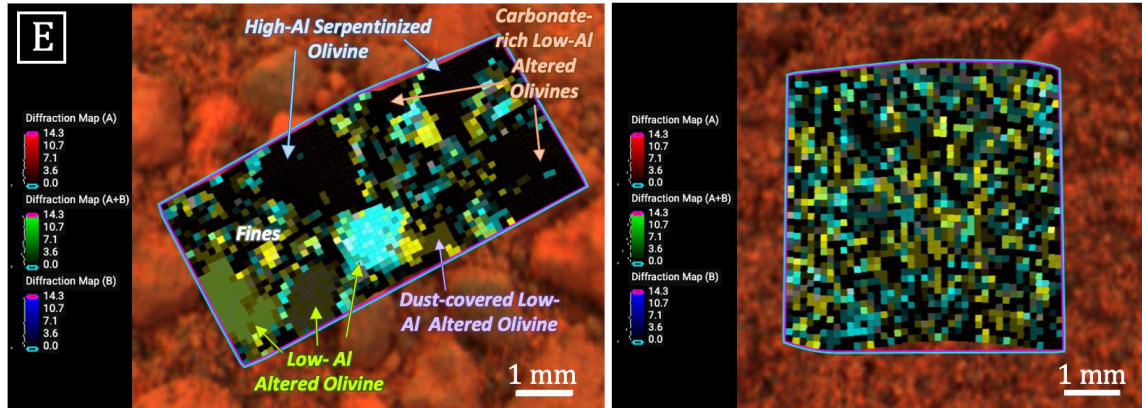 E
High-Al Serpentinized
Olivine
Carbonate-
rich Low-Al
Altered
Olivines
Diffraction Map (A)
14.3
10.7
7.1
3.6
0.0
Diffraction Map (A+B)
14.3
10.7
7.1
3.6
0.0
Diffraction Map (B)
14.3
10.7
7.1
3.6
0.0
Fines
Dust-covered Low-
Al Altered Olivine
Low- Al
Altered Olivine
1 mm
Diffraction Map (A)
14.3
10.7
7.1
3.6
0.0
Diffraction Map (A+B)
14.3
10.7
7.1
3.6
0.0
Diffraction Map (B)
14.3
10.7
7.1
3.6
0.0
1 mm